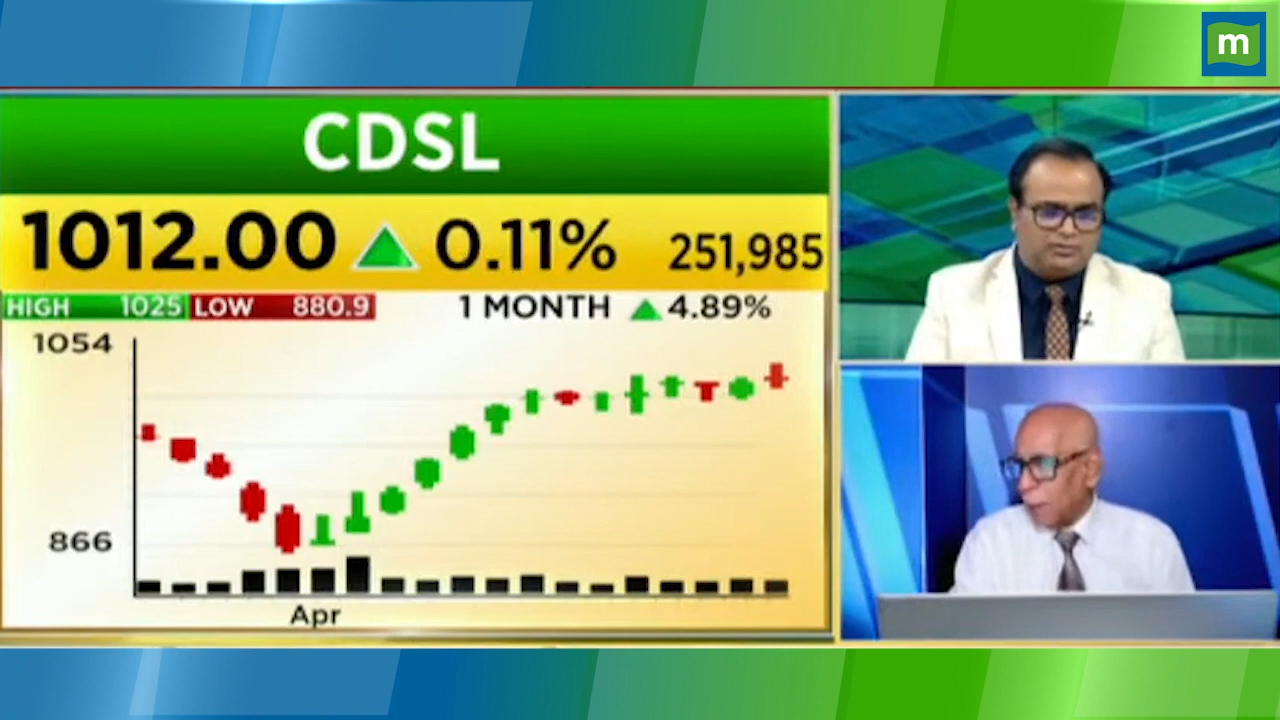 m
CDSL
1012.00 ▲ 0.11% 251,985
HIGH 1025 LOW 880.9 1 MONTH ▲ 4.89%
1054
866
Apr